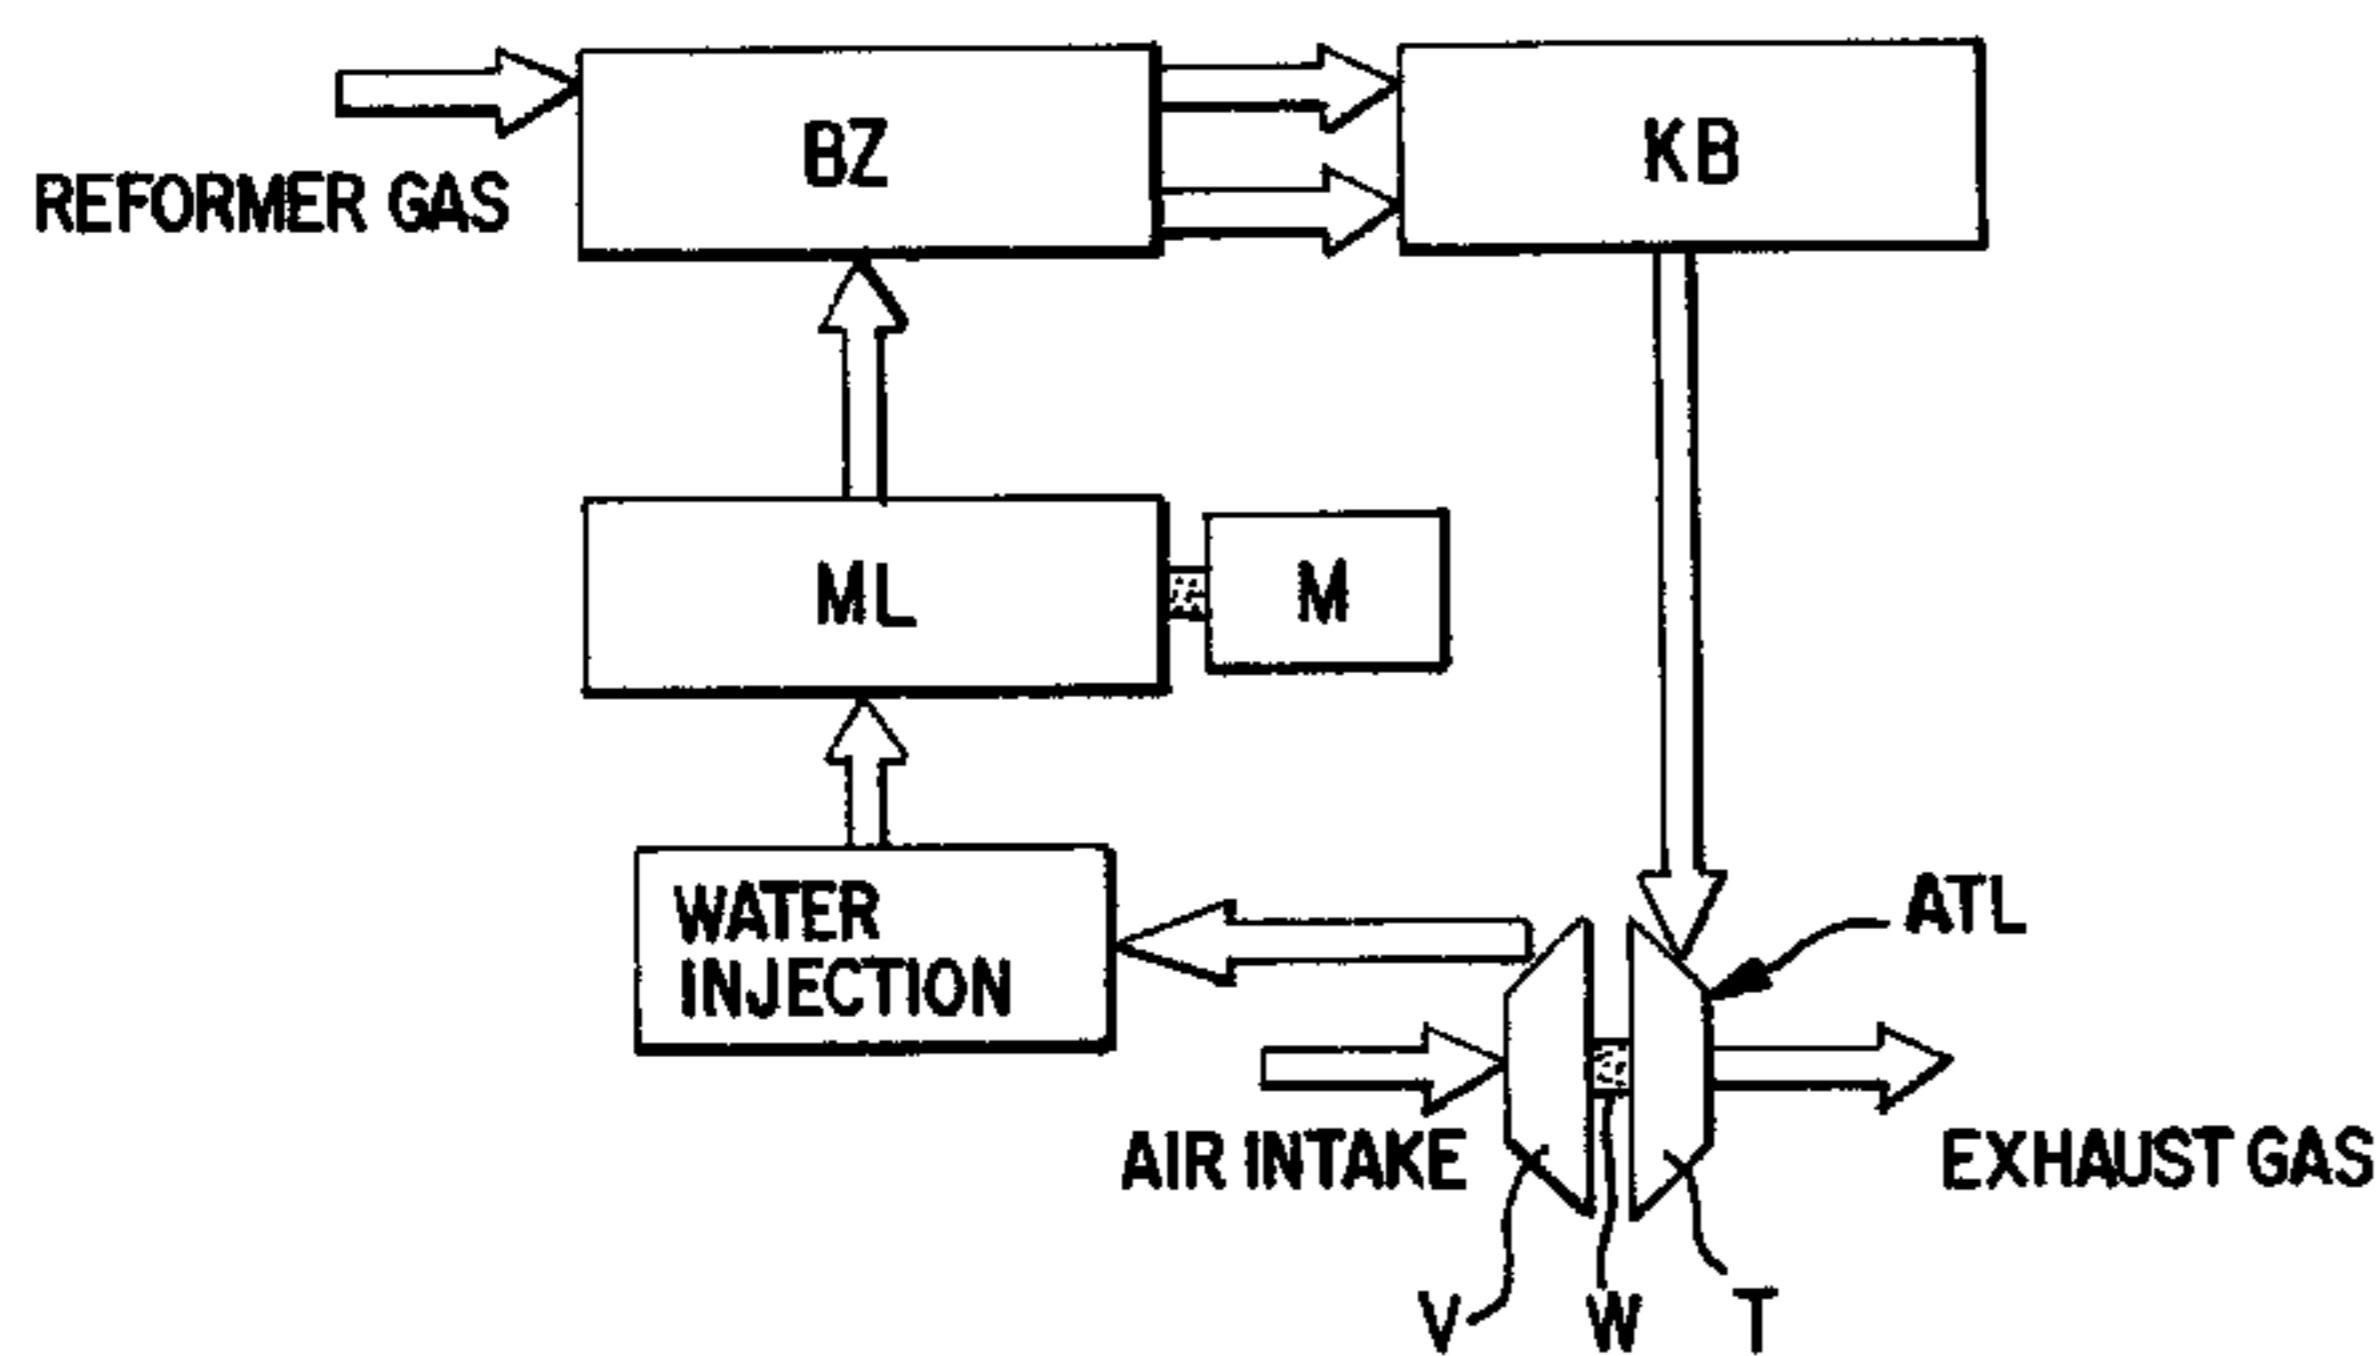 BZ
KB
REFORMER GAS
ML
M
WATER
INJECTION
ATL
AIR INTAKE
EXHAUST GAS
V
W
T